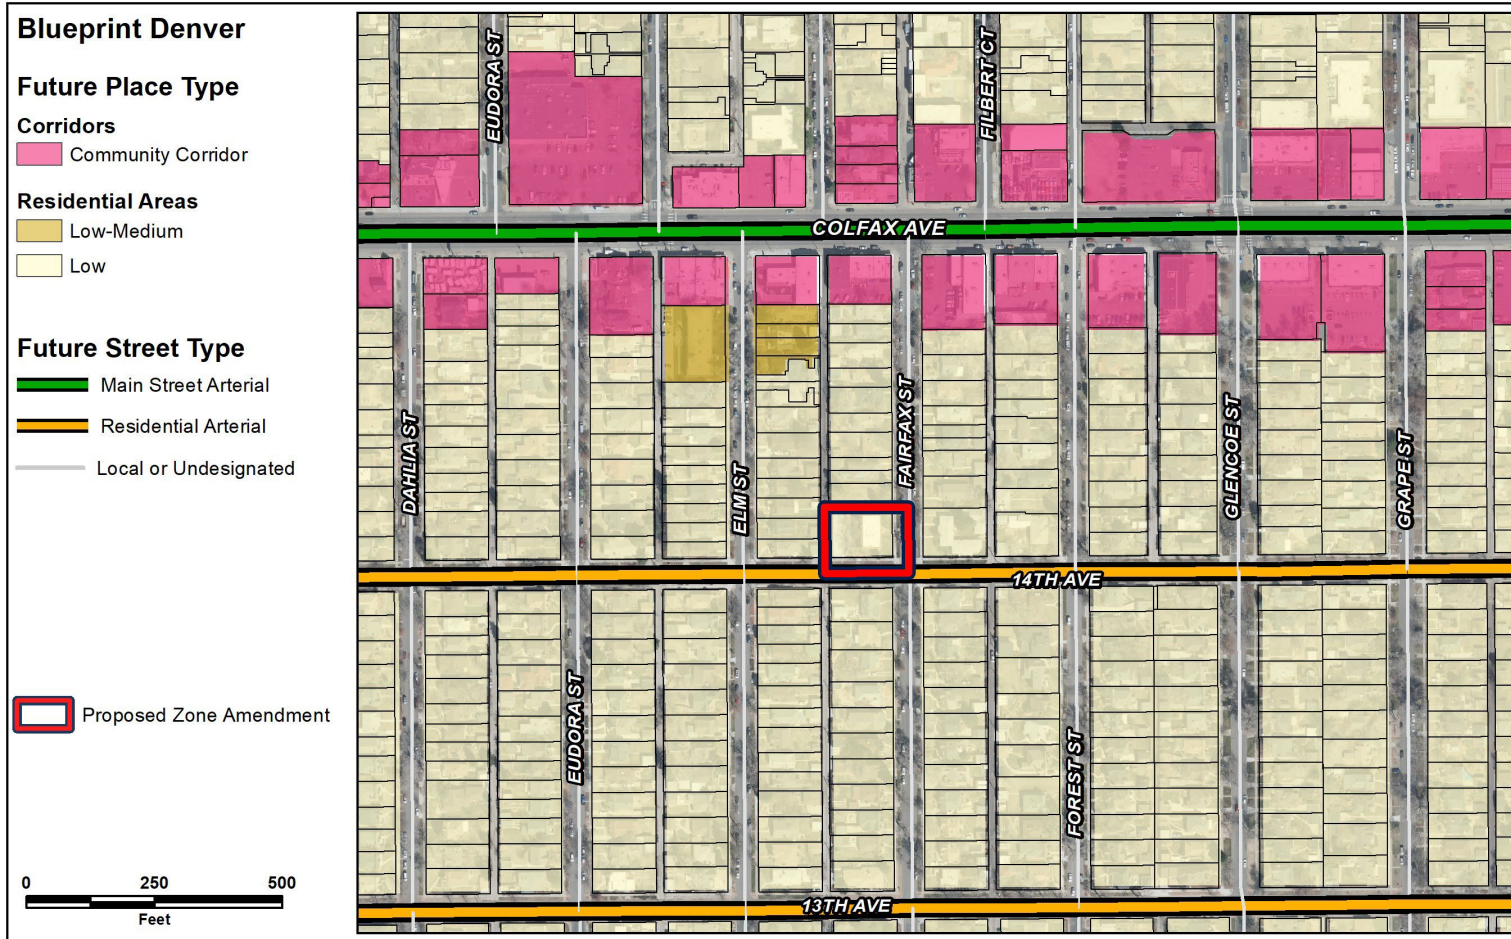 Blueprint Denver
Future Place Type
Corridors
Community Corridor
Residential Areas
Low-Medium
Low
Future Street Type
Main Street Arterial
Residential Arterial
Local or Undesignated
Proposed Zone Amendment
0 250 500
Feet
EUDORA ST
FILBERT CT
COLFAX AVE
DAHLIA ST
ELM ST
FAIRFAX ST
GLENCOE ST
GRAPE ST
14TH AVE
EUDORA ST
FOREST ST
13TH AVE